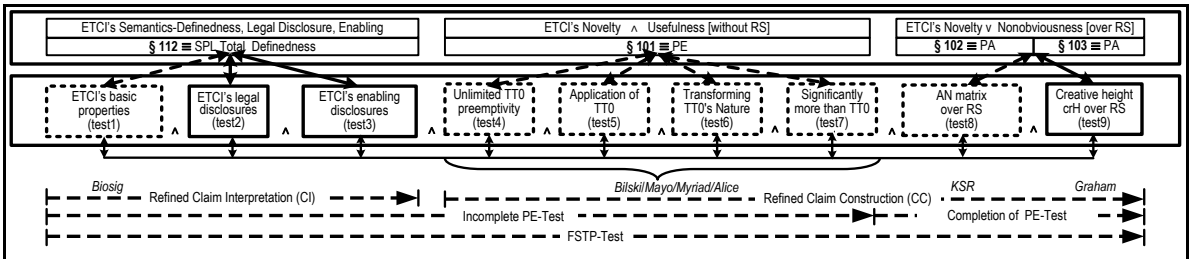 ETCI's Semantics-Definedness, Legal Disclosure, Enabling
ETCI's Novelty ∧ Usefulness [without RS]
ETCI's Novelty v Nonobviousness [over RS]
§ 112 ≡ SPL Total Definedness
§ 101 ≡ PE
§ 102 ≡ PA
§ 103 ≡ PA
ETCI's basic
properties
(test1)
^
ETCI's legal
disclosures
(test2)
^
ETCI's enabling
disclosures
(test3)
^
Unlimited TT0
preemptivity
(test4)
^
Application of
TT0
(test5)
^
Transforming
TT0's Nature
(test6)
^
Significantly
more than TT0
(test7)
^
AN matrix
over RS
(test8)
^
Creative height
crH over RS
(test9)
Biosig
Bilski/Mayo/Myriad/Alice
KSR
Graham
Refined Claim Interpretation (CI)
Refined Claim Construction (CC)
Incomplete PE-Test
Completion of PE-Test
FSTP-Test